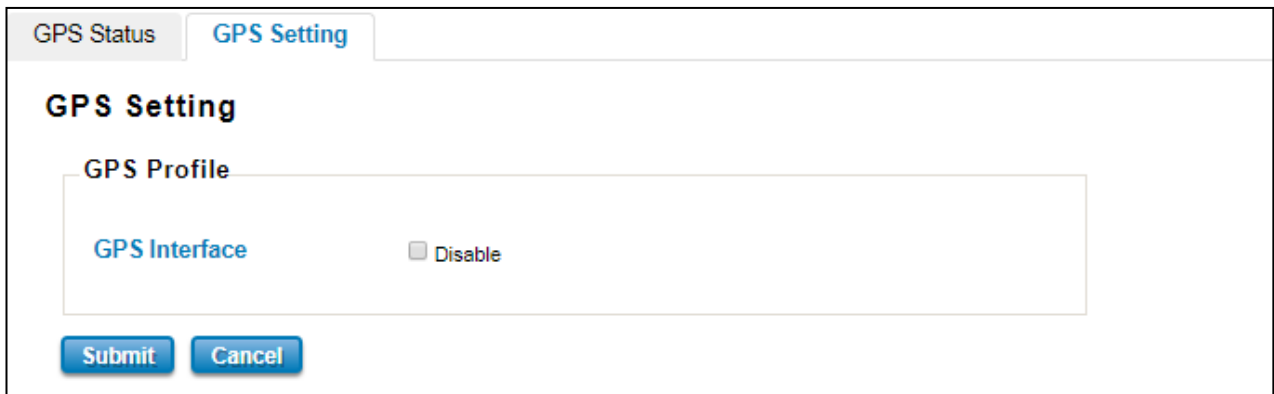 GPS Status
GPS Setting
GPS Setting
GPS Profile
GPS Interface
Disable
Submit
Cancel